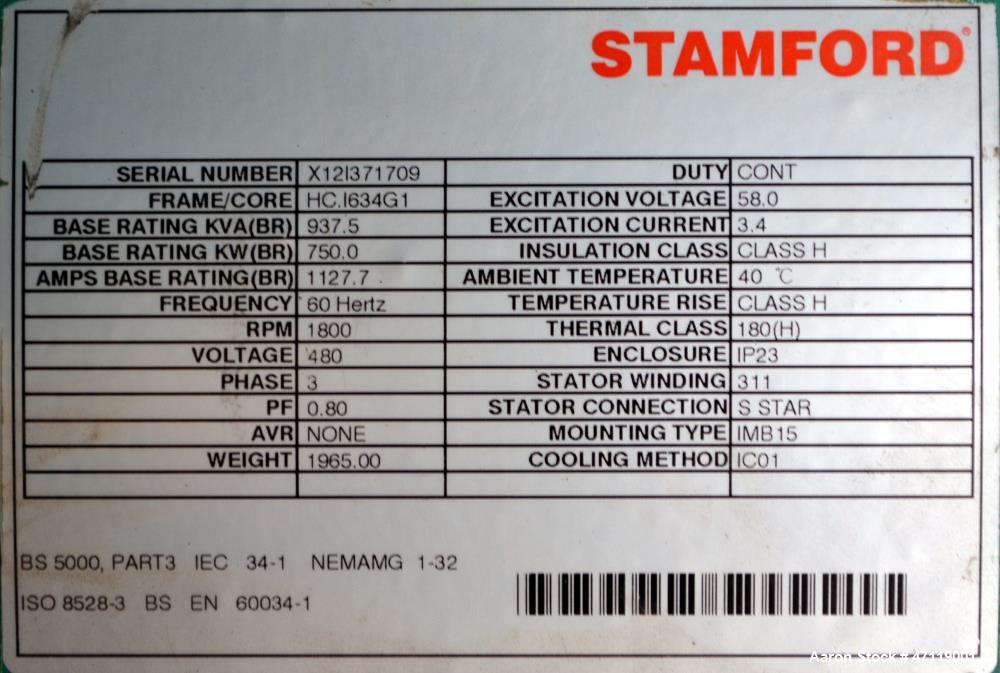 STAMFORD®
SERIAL NUMBER X12I371709 DUTY CONT
FRAME/CORE HC.I634G1 EXCITATION VOLTAGE 58.0
BASE RATING KVA(BR) 937.5 EXCITATION CURRENT 3.4
BASE RATING KW(BR) 750.0 INSULATION CLASS CLASS H
AMPS BASE RATING(BR) 1127.7 AMBIENT TEMPERATURE 40 °C
FREQUENCY 60 Hertz TEMPERATURE RISE CLASS H
RPM 1800 THERMAL CLASS 180(H)
VOLTAGE 480 ENCLOSURE IP23
PHASE 3 STATOR WINDING 311
PF 0.80 STATOR CONNECTION S STAR
AVR NONE MOUNTING TYPE IMB15
WEIGHT 1965.00 COOLING METHOD IC01
BS 5000, PART3 IEC 34-1 NEMAMG 1-32
ISO 8528-3 BS EN 60034-1
Aaron Stock # 47119001